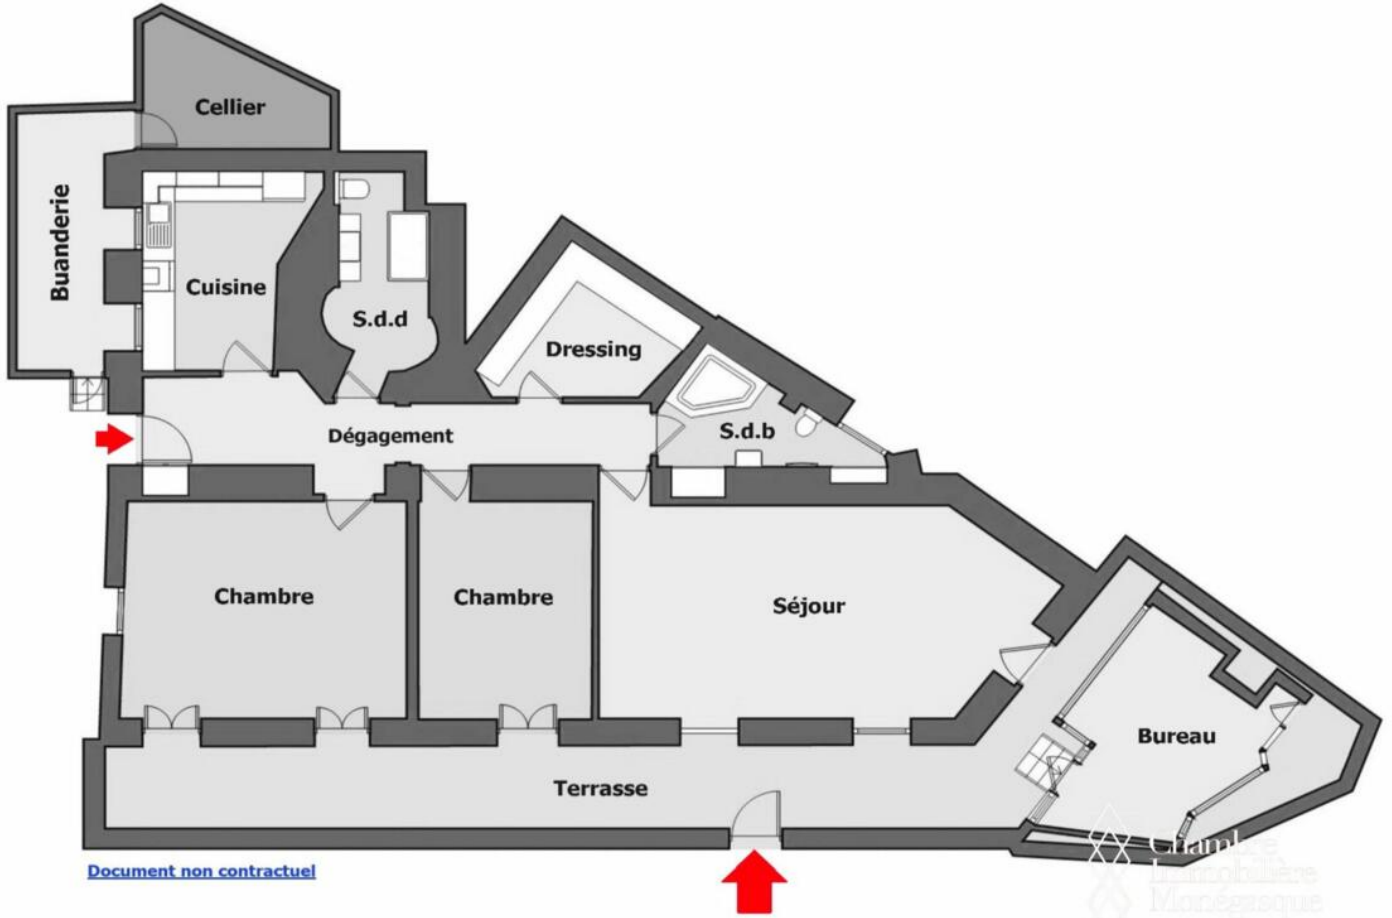 Cellier
Buanderie
Cuisine
S.d.d
Dressing
S.d.b
Dégagement
Chambre
Chambre
Séjour
Bureau
Terrasse
Document non contractuel
Chambre
Immobilière
Monégasque